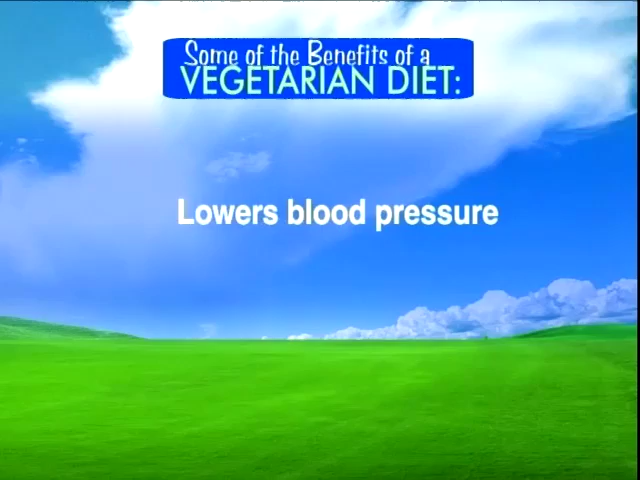 Some of the Benefits of a
VEGETARIAN DIET:
Lowers blood pressure